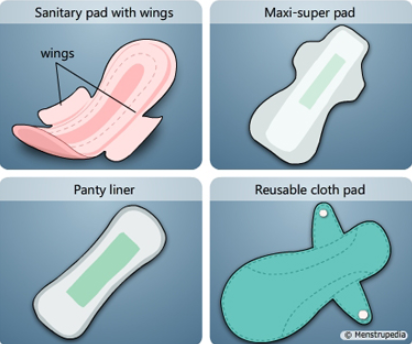 Sanitary pad with wings
wings
Maxi-super pad
Panty liner
Reusable cloth pad
© Menstrupedia